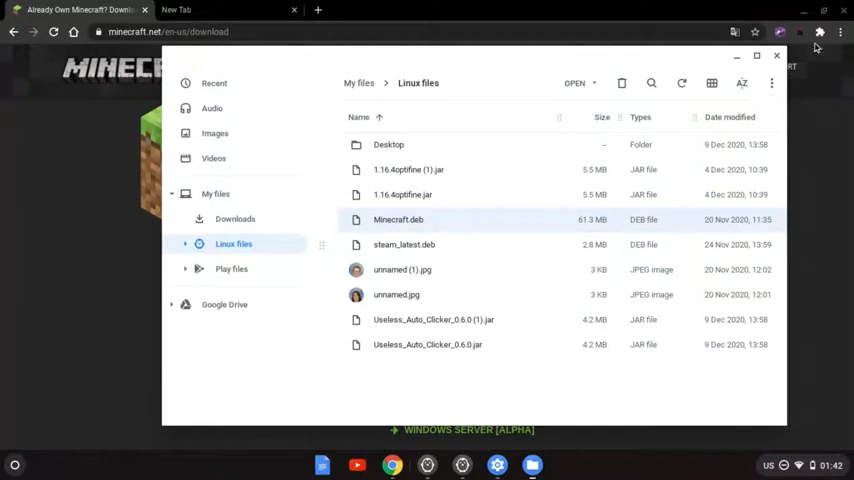 Already Own Minecraft? Downlo
New Tab
minecraft.net/en-us/download
MINEC
My files
Linux files
OPEN
AZ
Recent
Audio
Images
Videos
My files
Downloads
Linux files
Play files
Google Drive
Name Size Types Date modified
Desktop -- Folder 9 Dec 2020, 13:58
1.16.4optifine (1).jar 5.5 MB JAR file 4 Dec 2020, 10:39
1.16.4optifine.jar 5.5 MB JAR file 4 Dec 2020, 10:39
Minecraft.deb 61.3 MB DEB file 20 Nov 2020, 11:35
steam_latest.deb 2.8 MB DEB file 24 Nov 2020, 13:59
unnamed (1).jpg 3 KB JPEG image 20 Nov 2020, 12:02
unnamed.jpg 3 KB JPEG image 20 Nov 2020, 12:01
Useless_Auto_Clicker_0.6.0 (1).jar 4.2 MB JAR file 9 Dec 2020, 13:58
Useless_Auto_Clicker_0.6.0.jar 4.2 MB JAR file 9 Dec 2020, 13:58
WINDOWS SERVER [ALPHA]
US 01:42